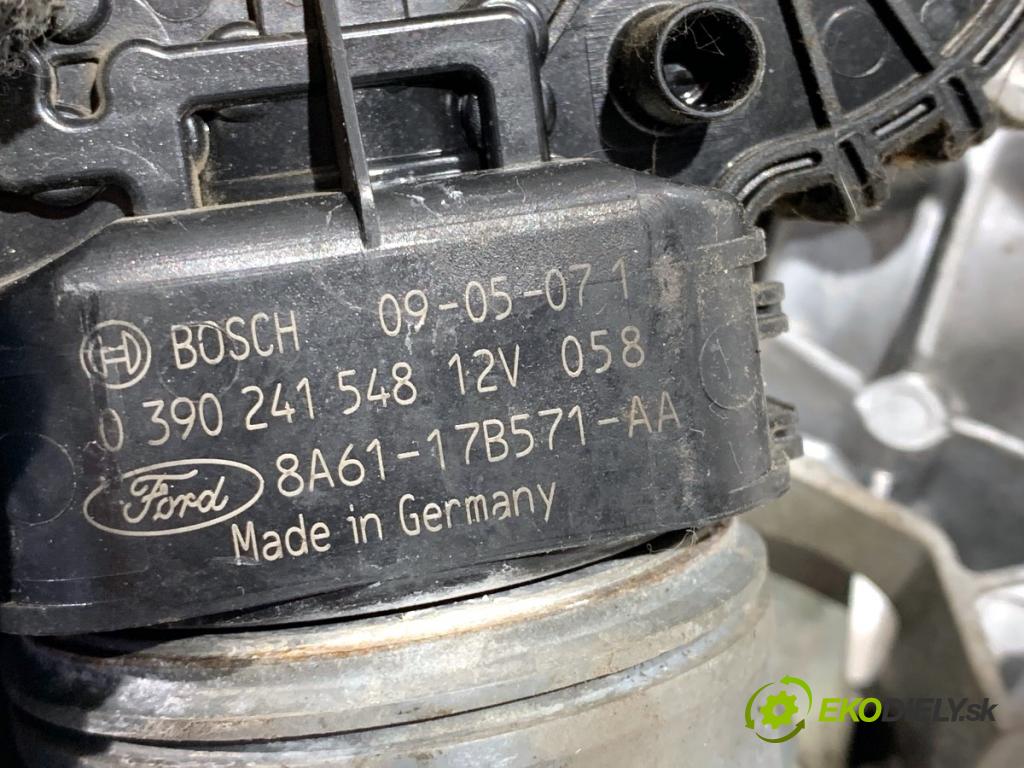 BOSCH 09-05-07 1
0 390 241 548 12V 058
Ford 8A61-17B571-AA
Made in Germany
EKODIELY.sk